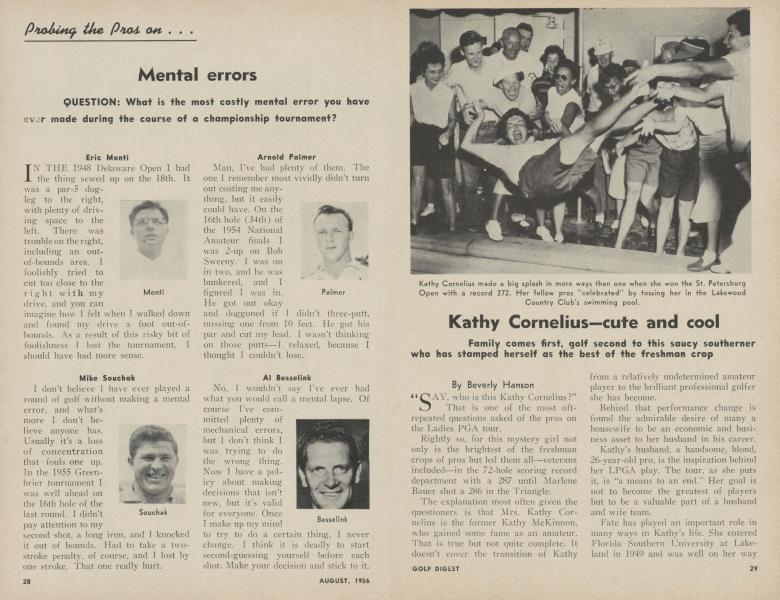 Probing the Pros on . . .
Mental errors
QUESTION: What is the most costly mental error you have
ever made during the course of a championship tournament?
Eric Monti
IN THE 1948 Delaware Open I had
the thing sewed up on the 18th. It
was a par-5 dog-
leg to the right,
with plenty of driv-
ing space to the
left. There was
trouble on the right,
including an out-
of-bounds area. I
foolishly tried to
cut too close to the
right with my
drive, and you can
imagine how I felt when I walked down
and found my drive a foot out-of-
bounds. As a result of this risky bit of
foolishness I lost the tournament. I
should have had more sense.
Monti
Mike Souchak
I don't believe I have ever played a
round of golf without making a mental
error, and what's
more I don't be-
lieve anyone has.
Usually it's a loss
of concentration
that fouls one up.
In the 1955 Green-
brier tournament I
was well ahead on
the 16th hole of the
last round. I didn't
pay attention to my
second shot, a long iron, and I knocked
it out of bounds. Had to take a two-
stroke penalty, of course, and I lost by
one stroke. That one really hurt.
Souchak
28
Arnold Palmer
Man, I've had plenty of them. The
one I remember most vividly didn't turn
out costing me any-
thing, but it easily
could have. On the
16th hole (34th) of
the 1954 National
Amateur finals I
was 2-up on Bob
Sweeny. I was on
in two, and he was
bunkered, and I
figured I was in.
He got out okay
and doggoned if I didn't three-putt,
missing one from 10 feet. He got his
par and cut my lead. I wasn't thinking
on those putts—I relaxed, because I
thought I couldn't lose.
Palmer
Al Besselink
No, I wouldn't say I've ever had
what you would call a mental lapse. Of
course I've com-
mitted plenty of
mechanical errors,
but I don't think I
was trying to do
the wrong thing.
Now I have a pol-
icy about making
decisions that isn't
new, but it's valid
for everyone. Once
I make up my mind
to try to do a certain thing, I never
change. I think it is deadly to start
second-guessing yourself before each
shot. Make your decision and stick to it.
Besselink
AUGUST, 1956
Kathy Cornelius made a big splash in more ways than one when she won the St. Petersburg
Open with a record 272. Her fellow pros "celebrated" by tossing her in the Lakewood
Country Club's swimming pool.
Kathy Cornelius—cute and cool
Family comes first, golf second to this saucy southerner
who has stamped herself as the best of the freshman crop
By Beverly Hanson
"SAY, who is this Kathy Cornelius?"
That is one of the most oft-
repeated questions asked of the pros on
the Ladies PGA tour.
Rightly so, for this mystery girl not
only is the brightest of the freshman
crops of pros but led them all—veterans
included—in the 72-hole scoring record
department with a 287 until Marlene
Bauer shot a 286 in the Triangle.
The explanation most often given the
questioners is that Mrs. Kathy Cor-
nelius is the former Kathy McKinnon,
who gained some fame as an amateur.
That is true but not quite complete. It
doesn't cover the transition of Kathy
from a relatively undetermined amateur
player to the brilliant professional golfer
she has become.
Behind that performance change is
found the admirable desire of many a
housewife to be an economic and busi-
ness asset to her husband in his career.
Kathy's husband, a handsome, blond,
26-year-old pro, is the inspiration behind
her LPGA play. The tour, as she puts
it, is "a means to an end." Her goal is
not to become the greatest of players
but to be a valuable part of a husband
and wife team.
Fate has played an important role in
many ways in Kathy's life. She entered
Florida Southern University at Lake-
land in 1949 and was well on her way
GOLF DIGEST
29